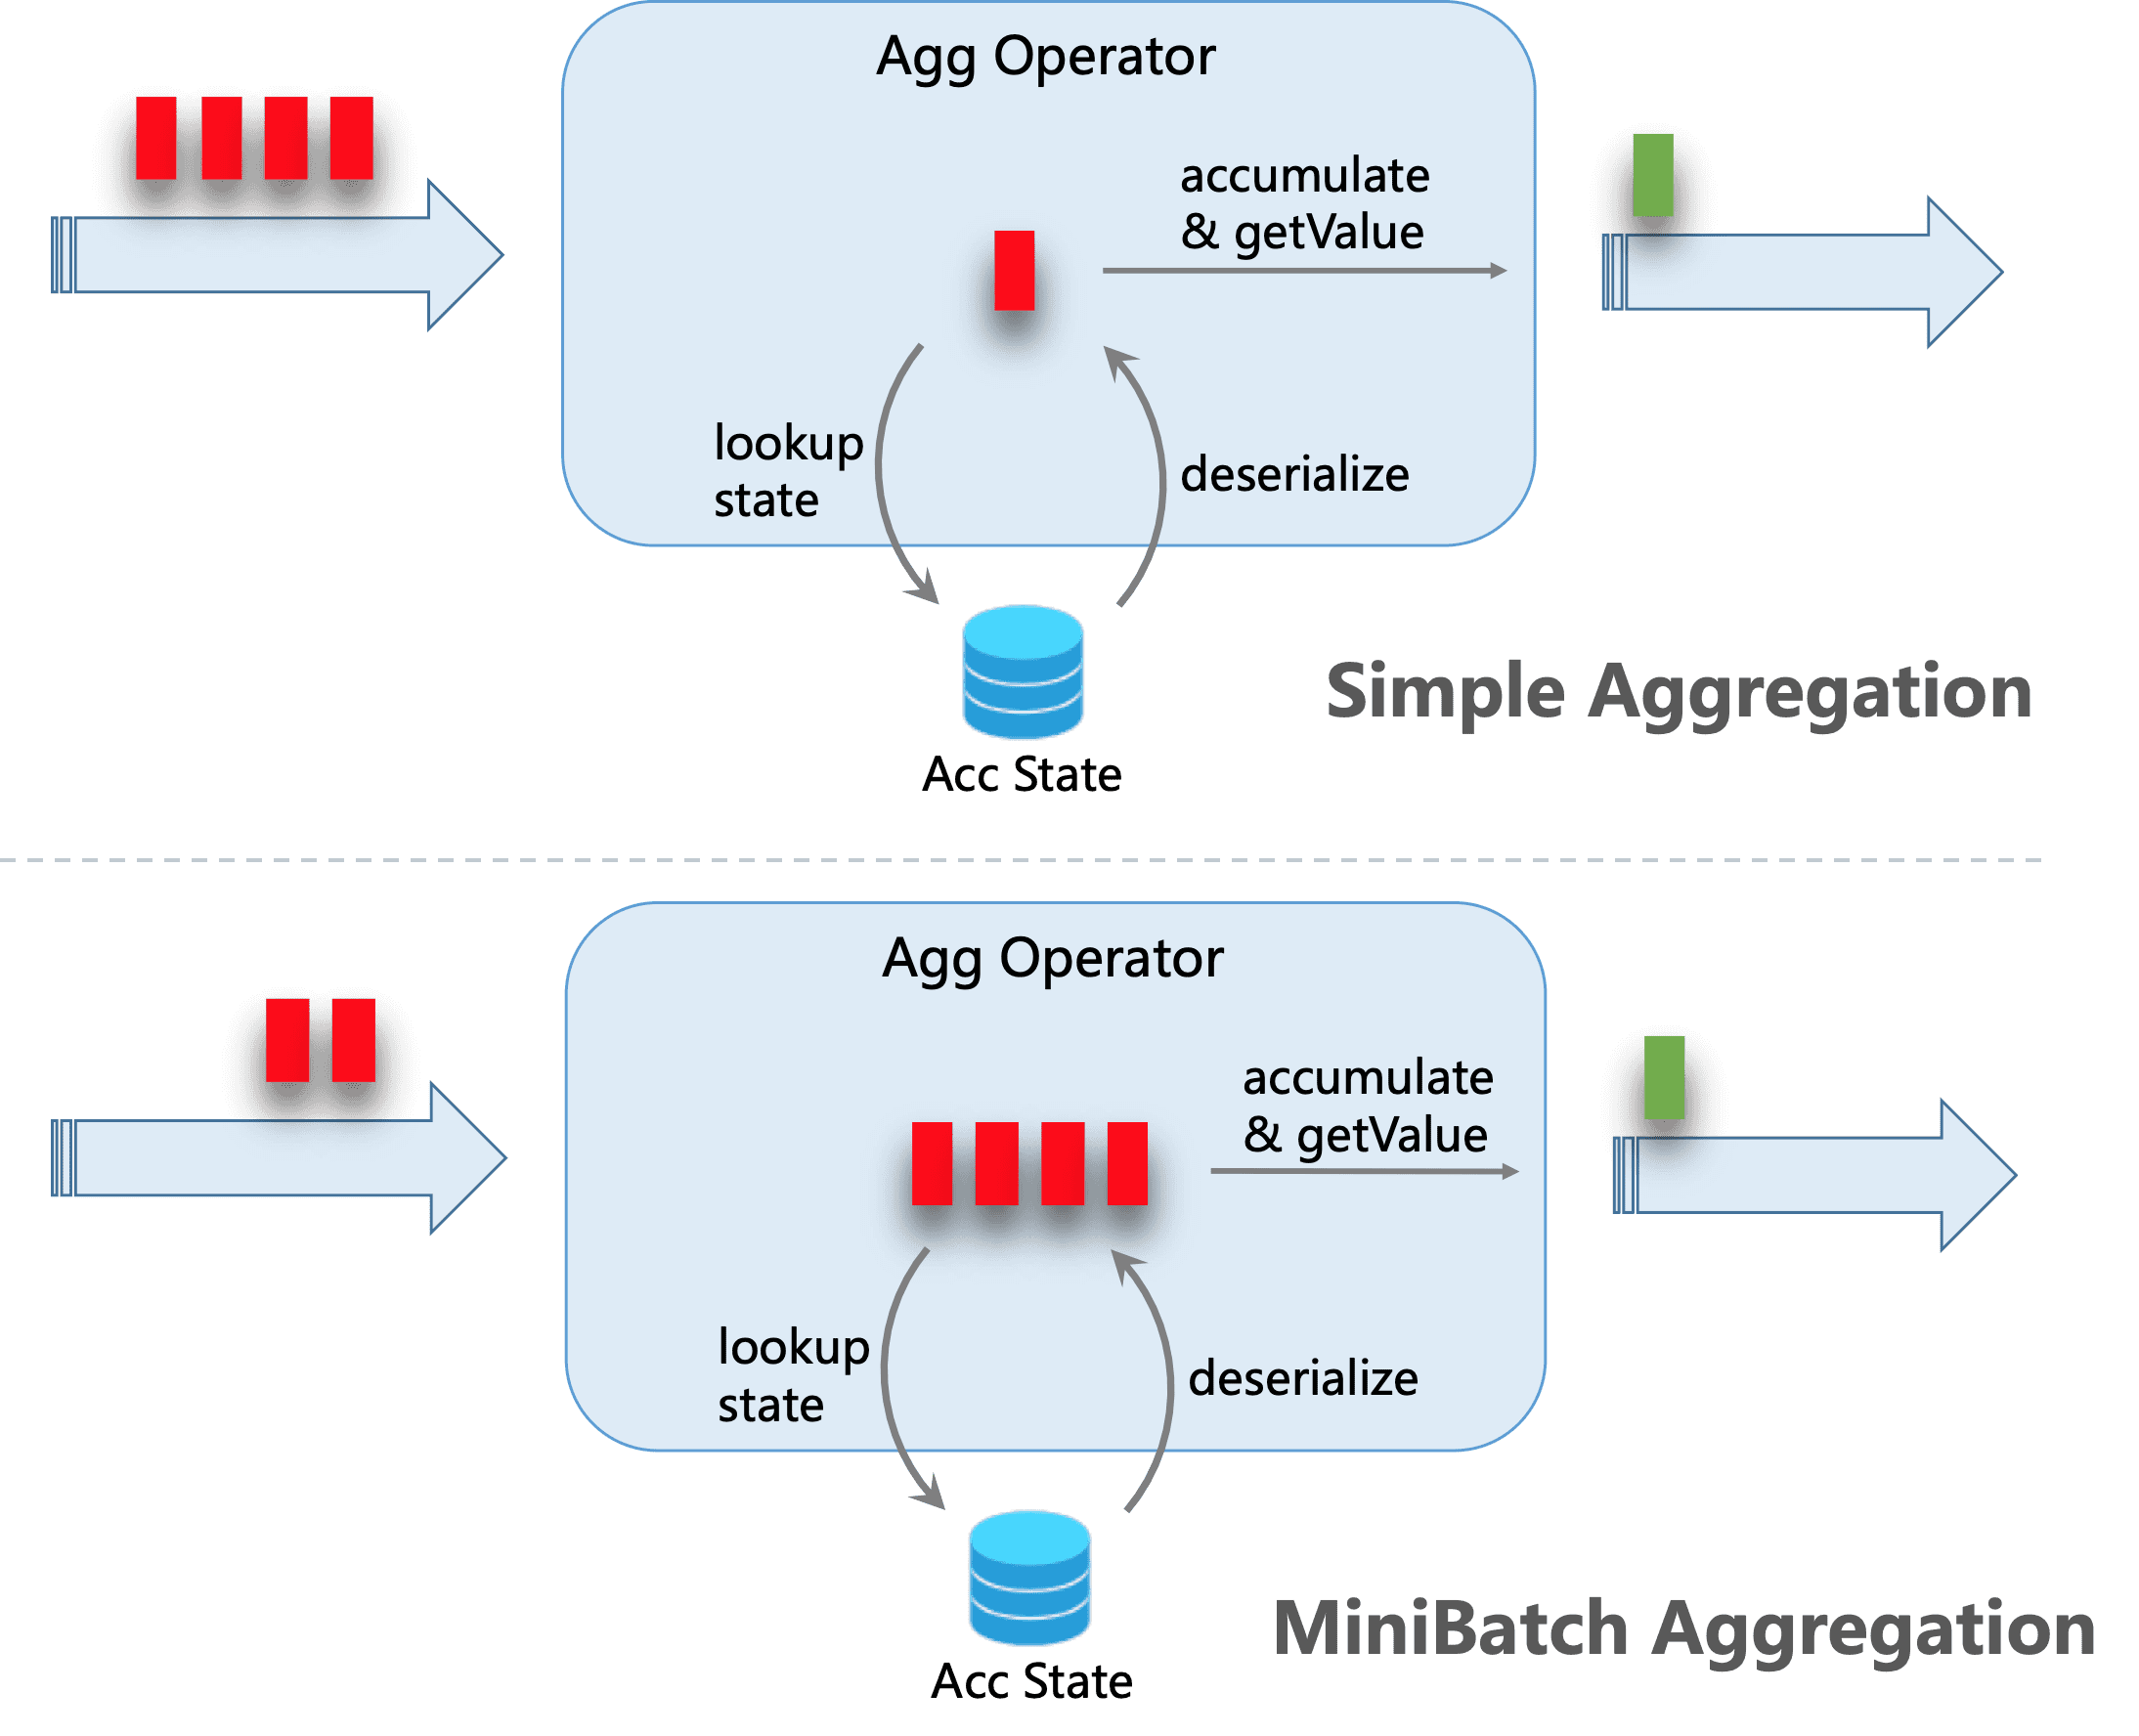 Agg Operator
accumulate
& getValue
lookup
state
deserialize
Acc State
Simple Aggregation
Agg Operator
accumulate
& getValue
lookup
state
deserialize
Acc State
MiniBatch Aggregation